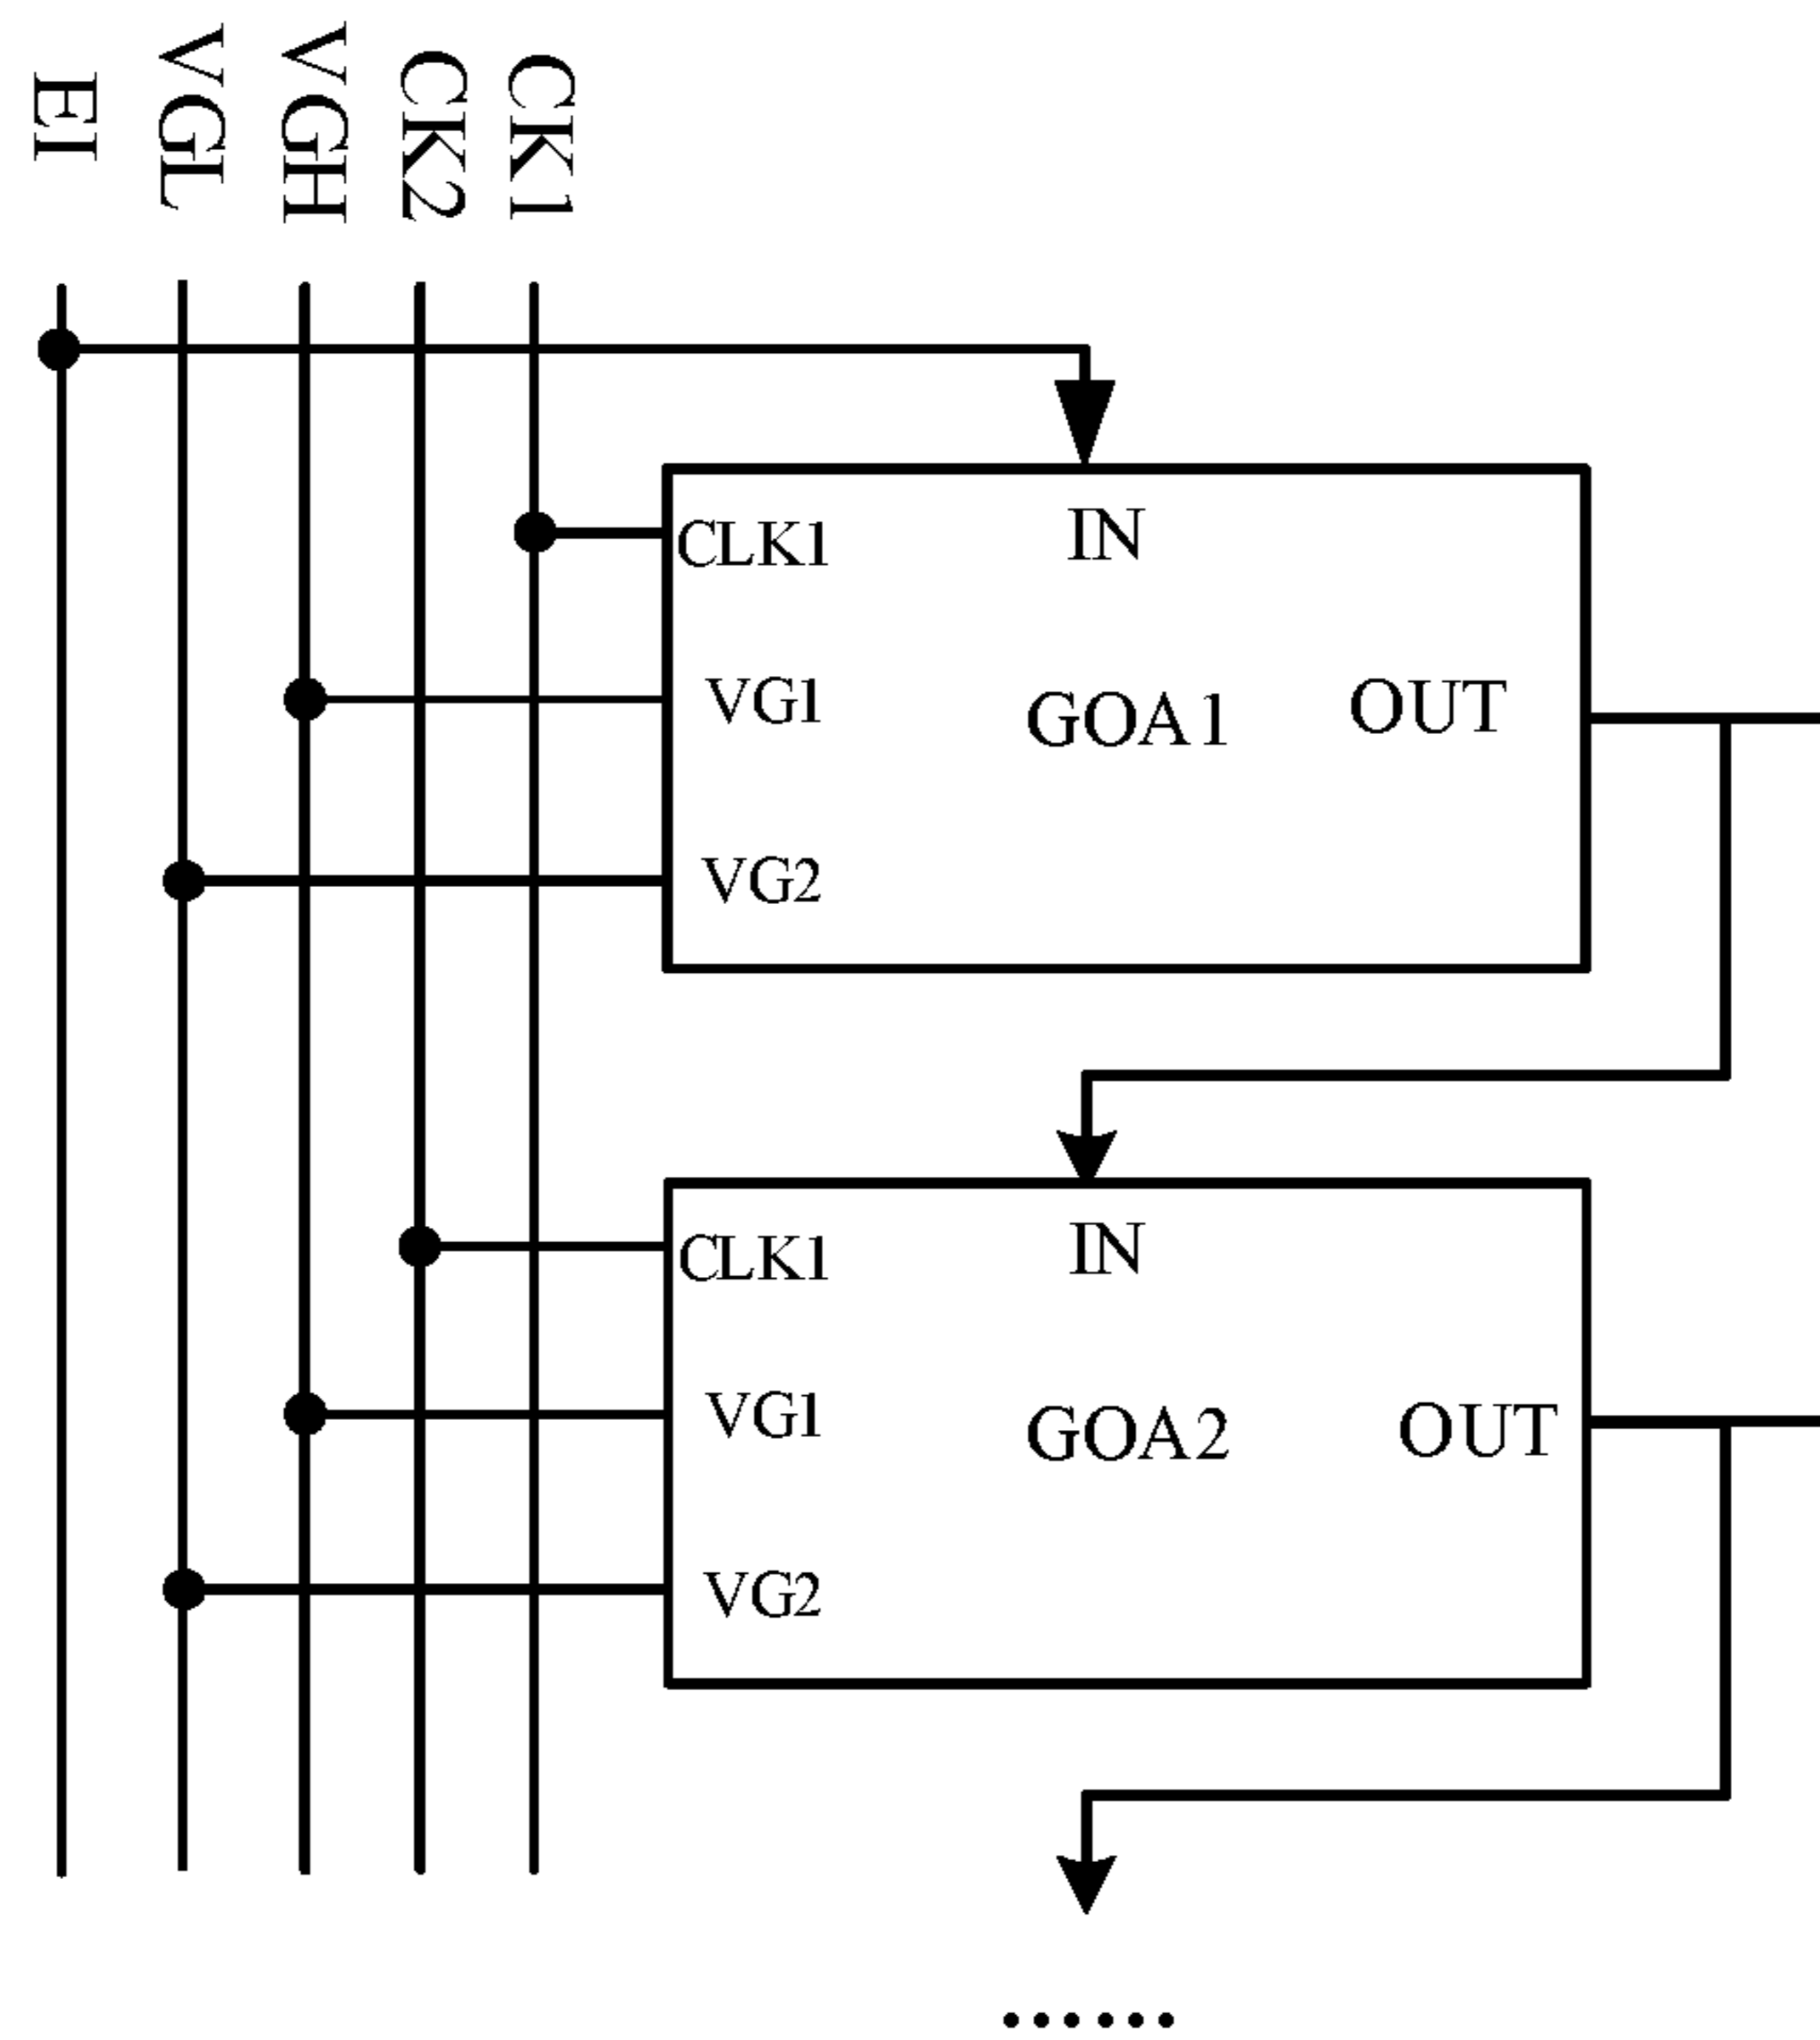 EI
VGL
VGH
CK2
CK1
CLK1
IN
VG1
GOA1
OUT
VG2
CLK1
IN
VG1
GOA2
OUT
VG2
......